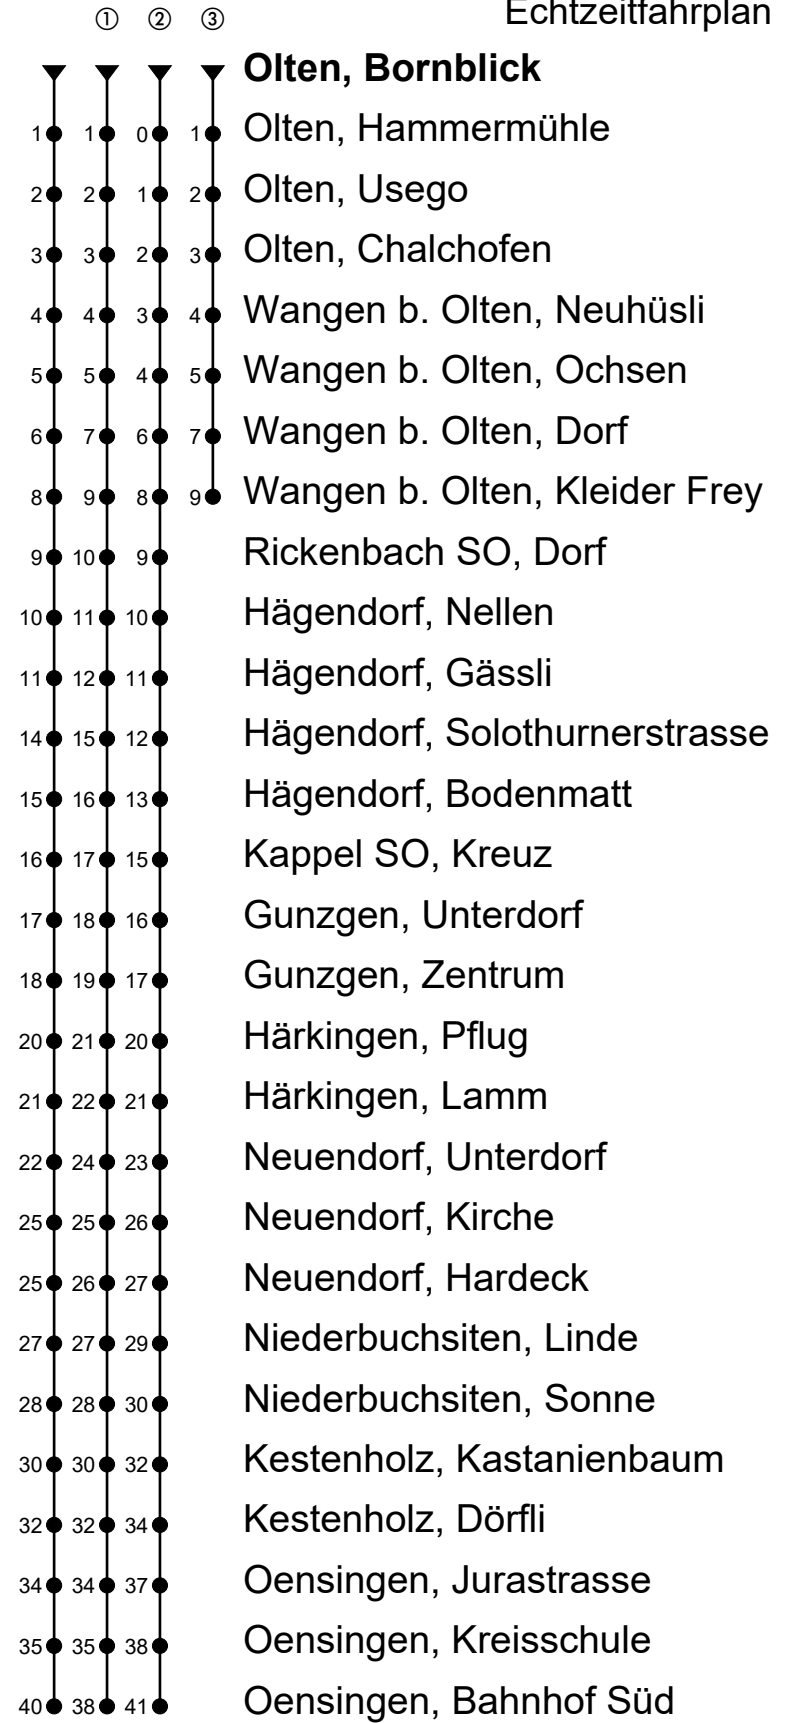 Echtzeitfahrplan
① ② ③
Olten, Bornblick
1 1 0 1 Olten, Hammermühle
2 2 1 2 Olten, Usego
3 3 2 3 Olten, Chalchofen
4 4 3 4 Wangen b. Olten, Neuhüsli
5 5 4 5 Wangen b. Olten, Ochsen
6 7 6 7 Wangen b. Olten, Dorf
8 9 8 9 Wangen b. Olten, Kleider Frey
9 10 9 Rickenbach SO, Dorf
10 11 10 Hägendorf, Nellen
11 12 11 Hägendorf, Gässli
14 15 12 Hägendorf, Solothurnerstrasse
15 16 13 Hägendorf, Bodenmatt
16 17 15 Kappel SO, Kreuz
17 18 16 Gunzgen, Unterdorf
18 19 17 Gunzgen, Zentrum
20 21 20 Härkingen, Pflug
21 22 21 Härkingen, Lamm
22 24 23 Neuendorf, Unterdorf
25 25 26 Neuendorf, Kirche
25 26 27 Neuendorf, Hardeck
27 27 29 Niederbuchsiten, Linde
28 28 30 Niederbuchsiten, Sonne
30 30 32 Kestenholz, Kastanienbaum
32 32 34 Kestenholz, Dörfli
34 34 37 Oensingen, Jurastrasse
35 35 38 Oensingen, Kreisschule
40 38 41 Oensingen, Bahnhof Süd